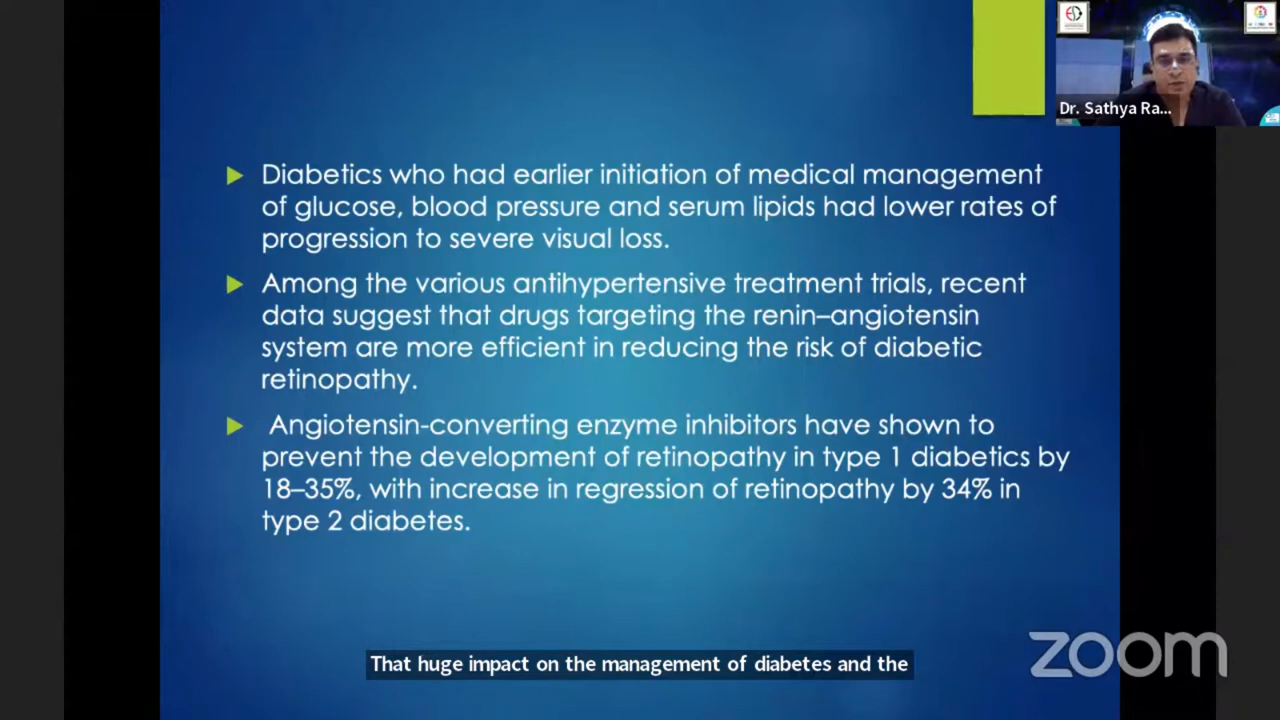 Dr. Sathya Ra...
Diabetics who had earlier initiation of medical management
of glucose, blood pressure and serum lipids had lower rates of
progression to severe visual loss.
Among the various antihypertensive treatment trials, recent
data suggest that drugs targeting the renin–angiotensin
system are more efficient in reducing the risk of diabetic
retinopathy.
Angiotensin-converting enzyme inhibitors have shown to
prevent the development of retinopathy in type 1 diabetics by
18–35%, with increase in regression of retinopathy by 34% in
type 2 diabetes.
That huge impact on the management of diabetes and the
zoom